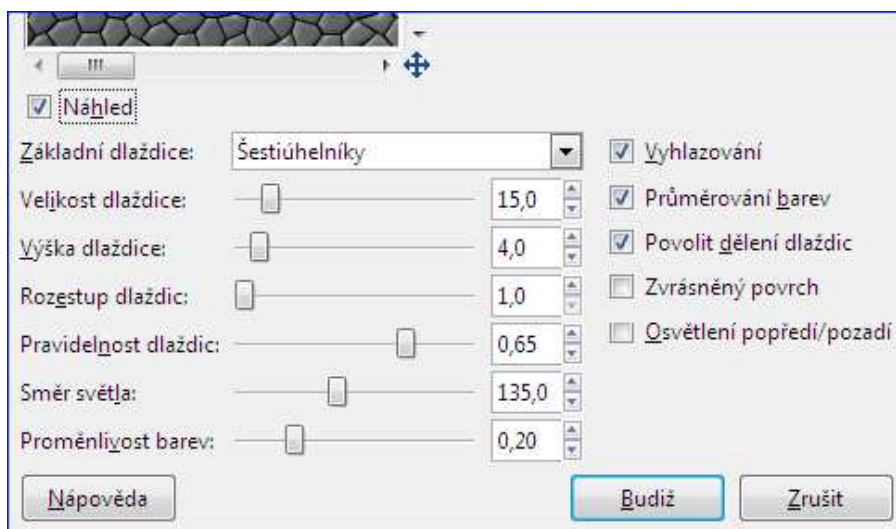 Náhled
Základní dlaždice: Šestiúhelníky
Velikost dlaždice: 15,0
Výška dlaždice: 4,0
Rozestup dlaždic: 1,0
Pravidelnost dlaždic: 0,65
Směr světla: 135,0
Proměnlivost barev: 0,20
Vyhlazování
Průměrování barev
Povolit dělení dlaždic
Zvrásněný povrch
Osvětlení popředí/pozadí
Nápověda
Budiž
Zrušit